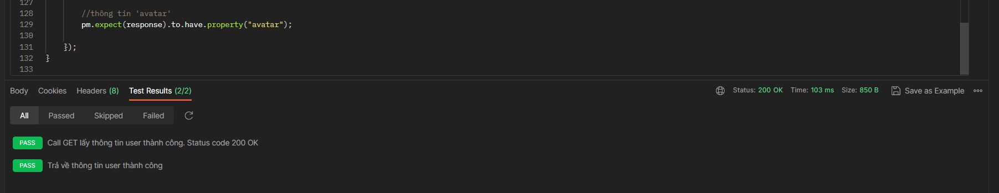 127
128 //thông tin 'avatar'
129 pm.expect(response).to.have.property("avatar");
130
131 });
132 }
133
Body Cookies Headers (8) Test Results (2/2) Status: 200 OK Time: 103 ms Size: 850 B Save as Example
All Passed Skipped Failed
PASS Call GET lấy thông tin user thành công. Status code 200 OK
PASS Trả về thông tin user thành công